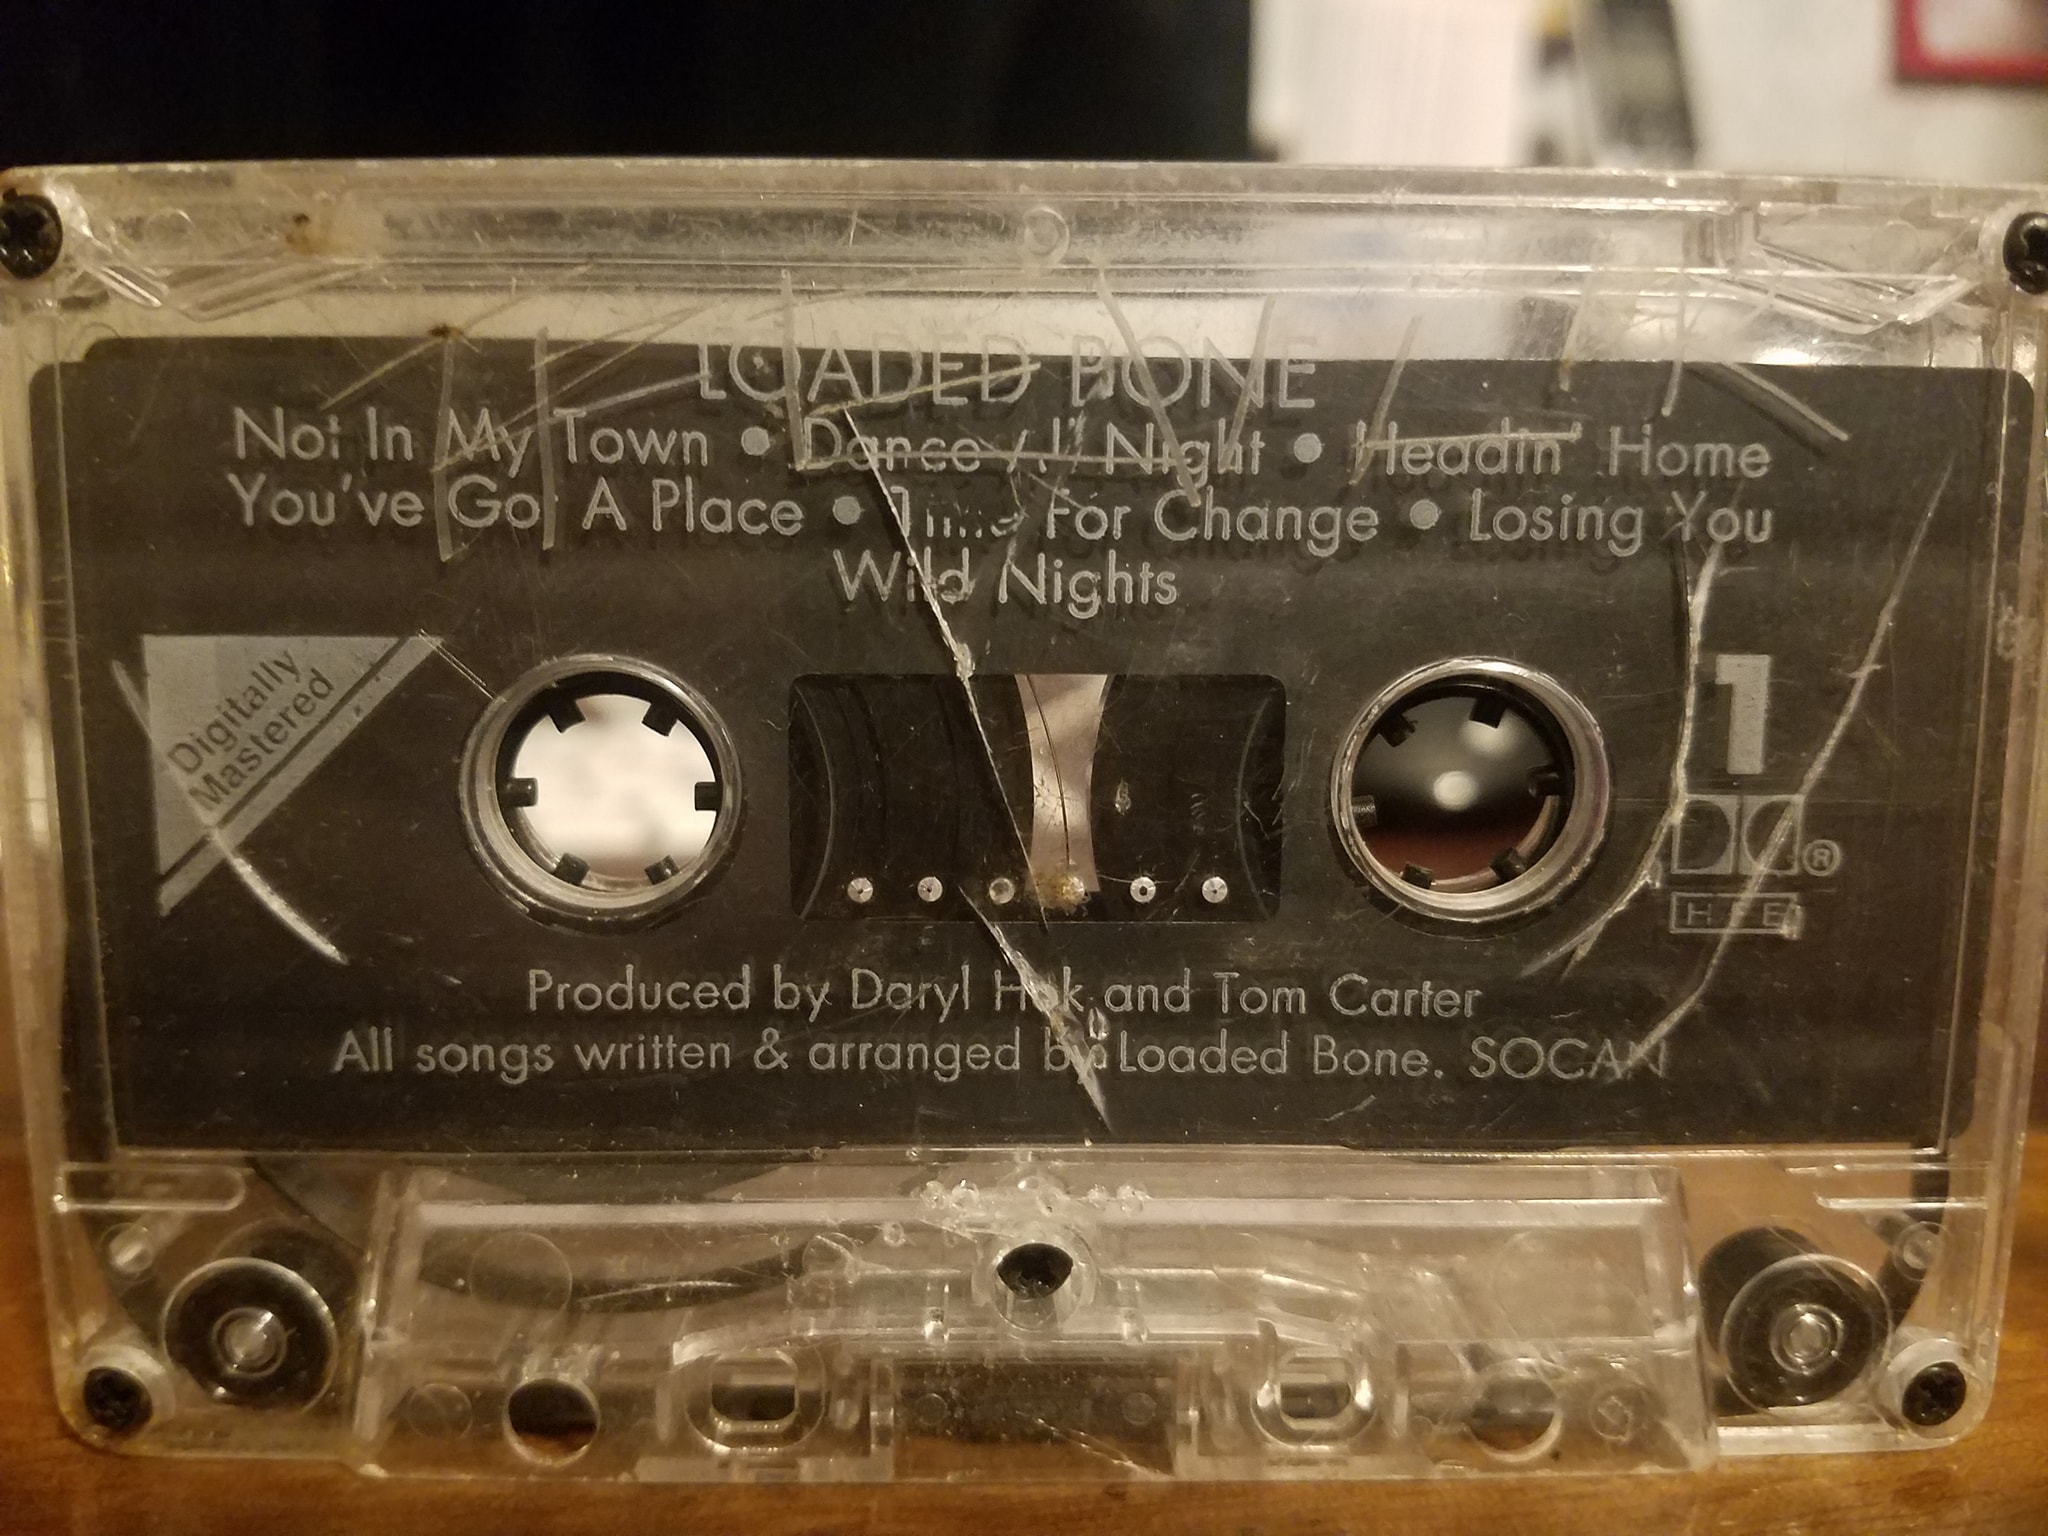 LOADED BONE
Not In My Town • Dance All Night • Headin' Home
You've Got A Place • Time For Change • Losing You
Wild Nights
Digitally
Mastered
1
®
Produced by Daryl and Tom Carter
All songs written & arranged by Loaded Bone. SOCAN